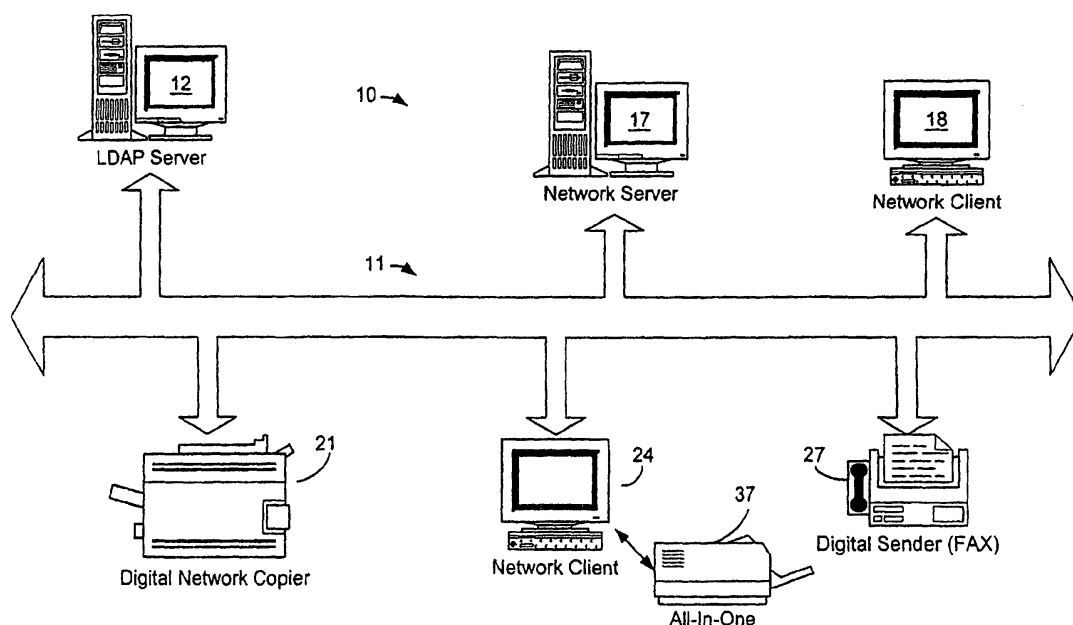 12
LDAP Server
10
17
Network Server
18
Network Client
11
21
Digital Network Copier
24
Network Client
37
All-In-One
27
Digital Sender (FAX)